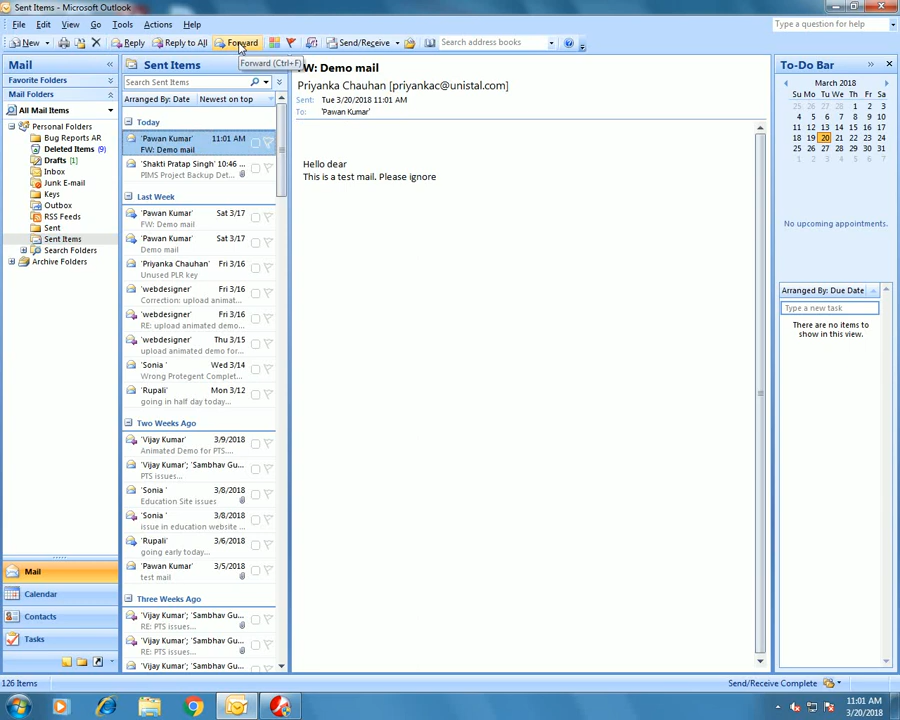 Sent Items - Microsoft Outlook
File Edit View Go Tools Actions Help
Type a question for help
New Reply Reply to All Forward Send/Receive Search address books
Forward (Ctrl+F)
Mail
Favorite Folders
Mail Folders
All Mail Items
Personal Folders
Bug Reports AR
Deleted Items (9)
Drafts [1]
Inbox
Junk E-mail
Keys
Outbox
RSS Feeds
Sent
Sent Items
Search Folders
Archive Folders
Mail
Calendar
Contacts
Tasks
Sent Items
Search Sent Items
Arranged By: Date Newest on top
Today
'Pawan Kumar' 11:01 AM
FW: Demo mail
'Shakti Pratap Singh' 10:46 ...
PIMS Project Backup Det...
Last Week
'Pawan Kumar' Sat 3/17
FW: Demo mail
'Pawan Kumar' Sat 3/17
Demo mail
'Priyanka Chauhan' Fri 3/16
Unused PLR key
'webdesigner' Fri 3/16
Correction: upload animat...
'webdesigner' Fri 3/16
RE: upload animated demo...
'webdesigner' Thu 3/15
upload animated demo for...
'Sonia ' Wed 3/14
Wrong Protegent Complet...
'Rupali' Mon 3/12
going in half day today...
Two Weeks Ago
'Vijay Kumar' 3/9/2018
Animated Demo for PTS....
'Vijay Kumar'; 'Sambhav Gu...
PTS issues...
'Sonia ' 3/8/2018
Education Site issues
'Sonia ' 3/8/2018
issue in education website ...
'Rupali' 3/6/2018
going early today...
'Pawan Kumar' 3/5/2018
test mail
Three Weeks Ago
'Vijay Kumar'; 'Sambhav Gu...
RE: PTS issues...
'Vijay Kumar'; 'Sambhav Gu...
RE: PTS issues...
'Vijay Kumar'; 'Sambhav Gu...
FW: Demo mail
Priyanka Chauhan [priyankac@unistal.com]
Sent: Tue 3/20/2018 11:01 AM
To: 'Pawan Kumar'
Hello dear
This is a test mail. Please ignore
To-Do Bar
March 2018
Su Mo Tu We Th Fr Sa
25 26 27 28 1 2 3
4 5 6 7 8 9 10
11 12 13 14 15 16 17
18 19 20 21 22 23 24
25 26 27 28 29 30 31
No upcoming appointments.
Arranged By: Due Date
Type a new task
There are no items to
show in this view.
126 Items
Send/Receive Complete
11:01 AM
3/20/2018